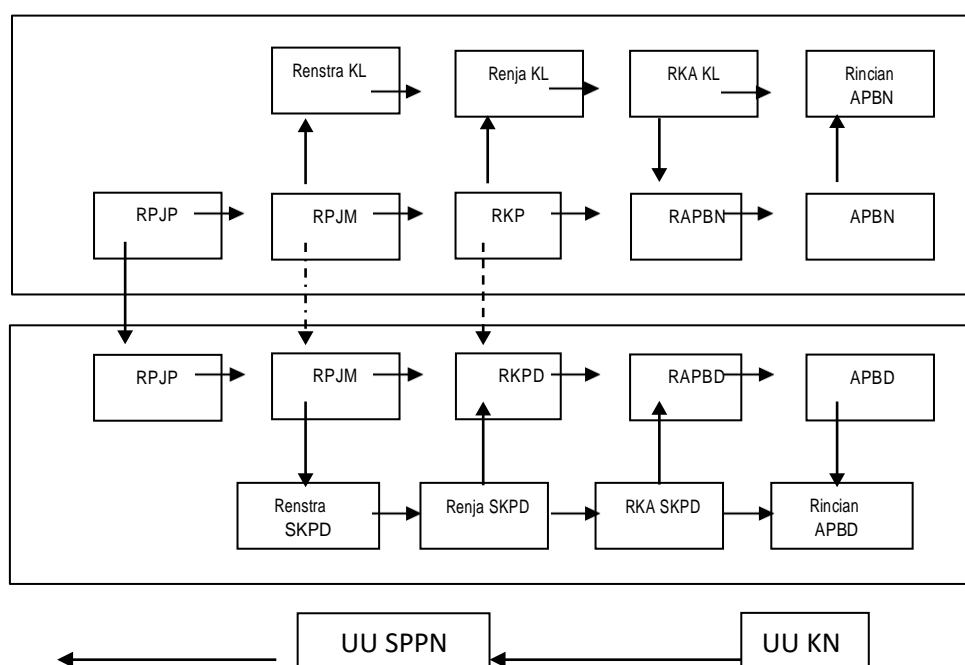 Renstra KL
Renja KL
RKA KL
Rincian
APBN
RPJP
RPJM
RKP
RAPBN
APBN
RPJP
RPJM
RKPD
RAPBD
APBD
Renstra
SKPD
Renja SKPD
RKA SKPD
Rincian
APBD
UU SPPN
UU KN